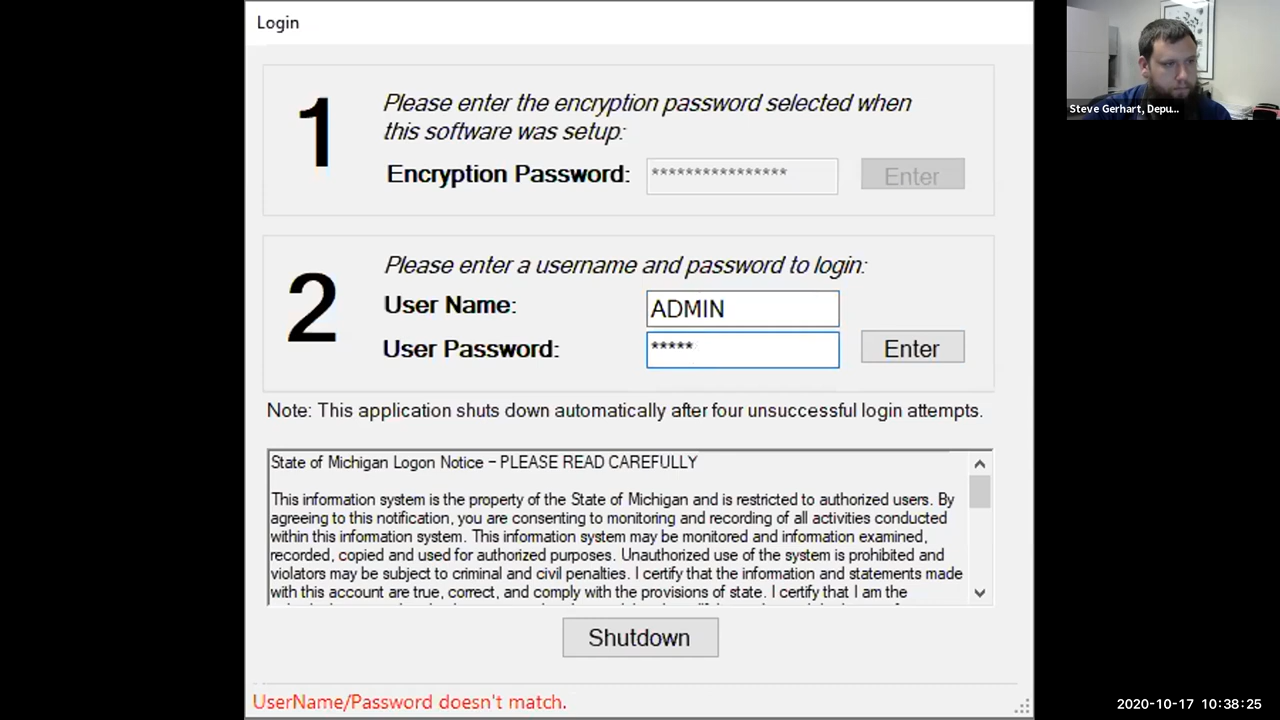 Login
1
Please enter the encryption password selected when
this software was setup:
Encryption Password: **************** Enter
2
Please enter a username and password to login:
User Name: ADMIN
User Password: ***** Enter
Note: This application shuts down automatically after four unsuccessful login attempts.
State of Michigan Logon Notice – PLEASE READ CAREFULLY
This information system is the property of the State of Michigan and is restricted to authorized users. By
agreeing to this notification, you are consenting to monitoring and recording of all activities conducted
within this information system. This information system may be monitored and information examined,
recorded, copied and used for authorized purposes. Unauthorized use of the system is prohibited and
violators may be subject to criminal and civil penalties. I certify that the information and statements made
with this account are true, correct, and comply with the provisions of state. I certify that I am the
Shutdown
UserName/Password doesn't match.
Steve Gerhart, Depu...
2020-10-17 10:38:25